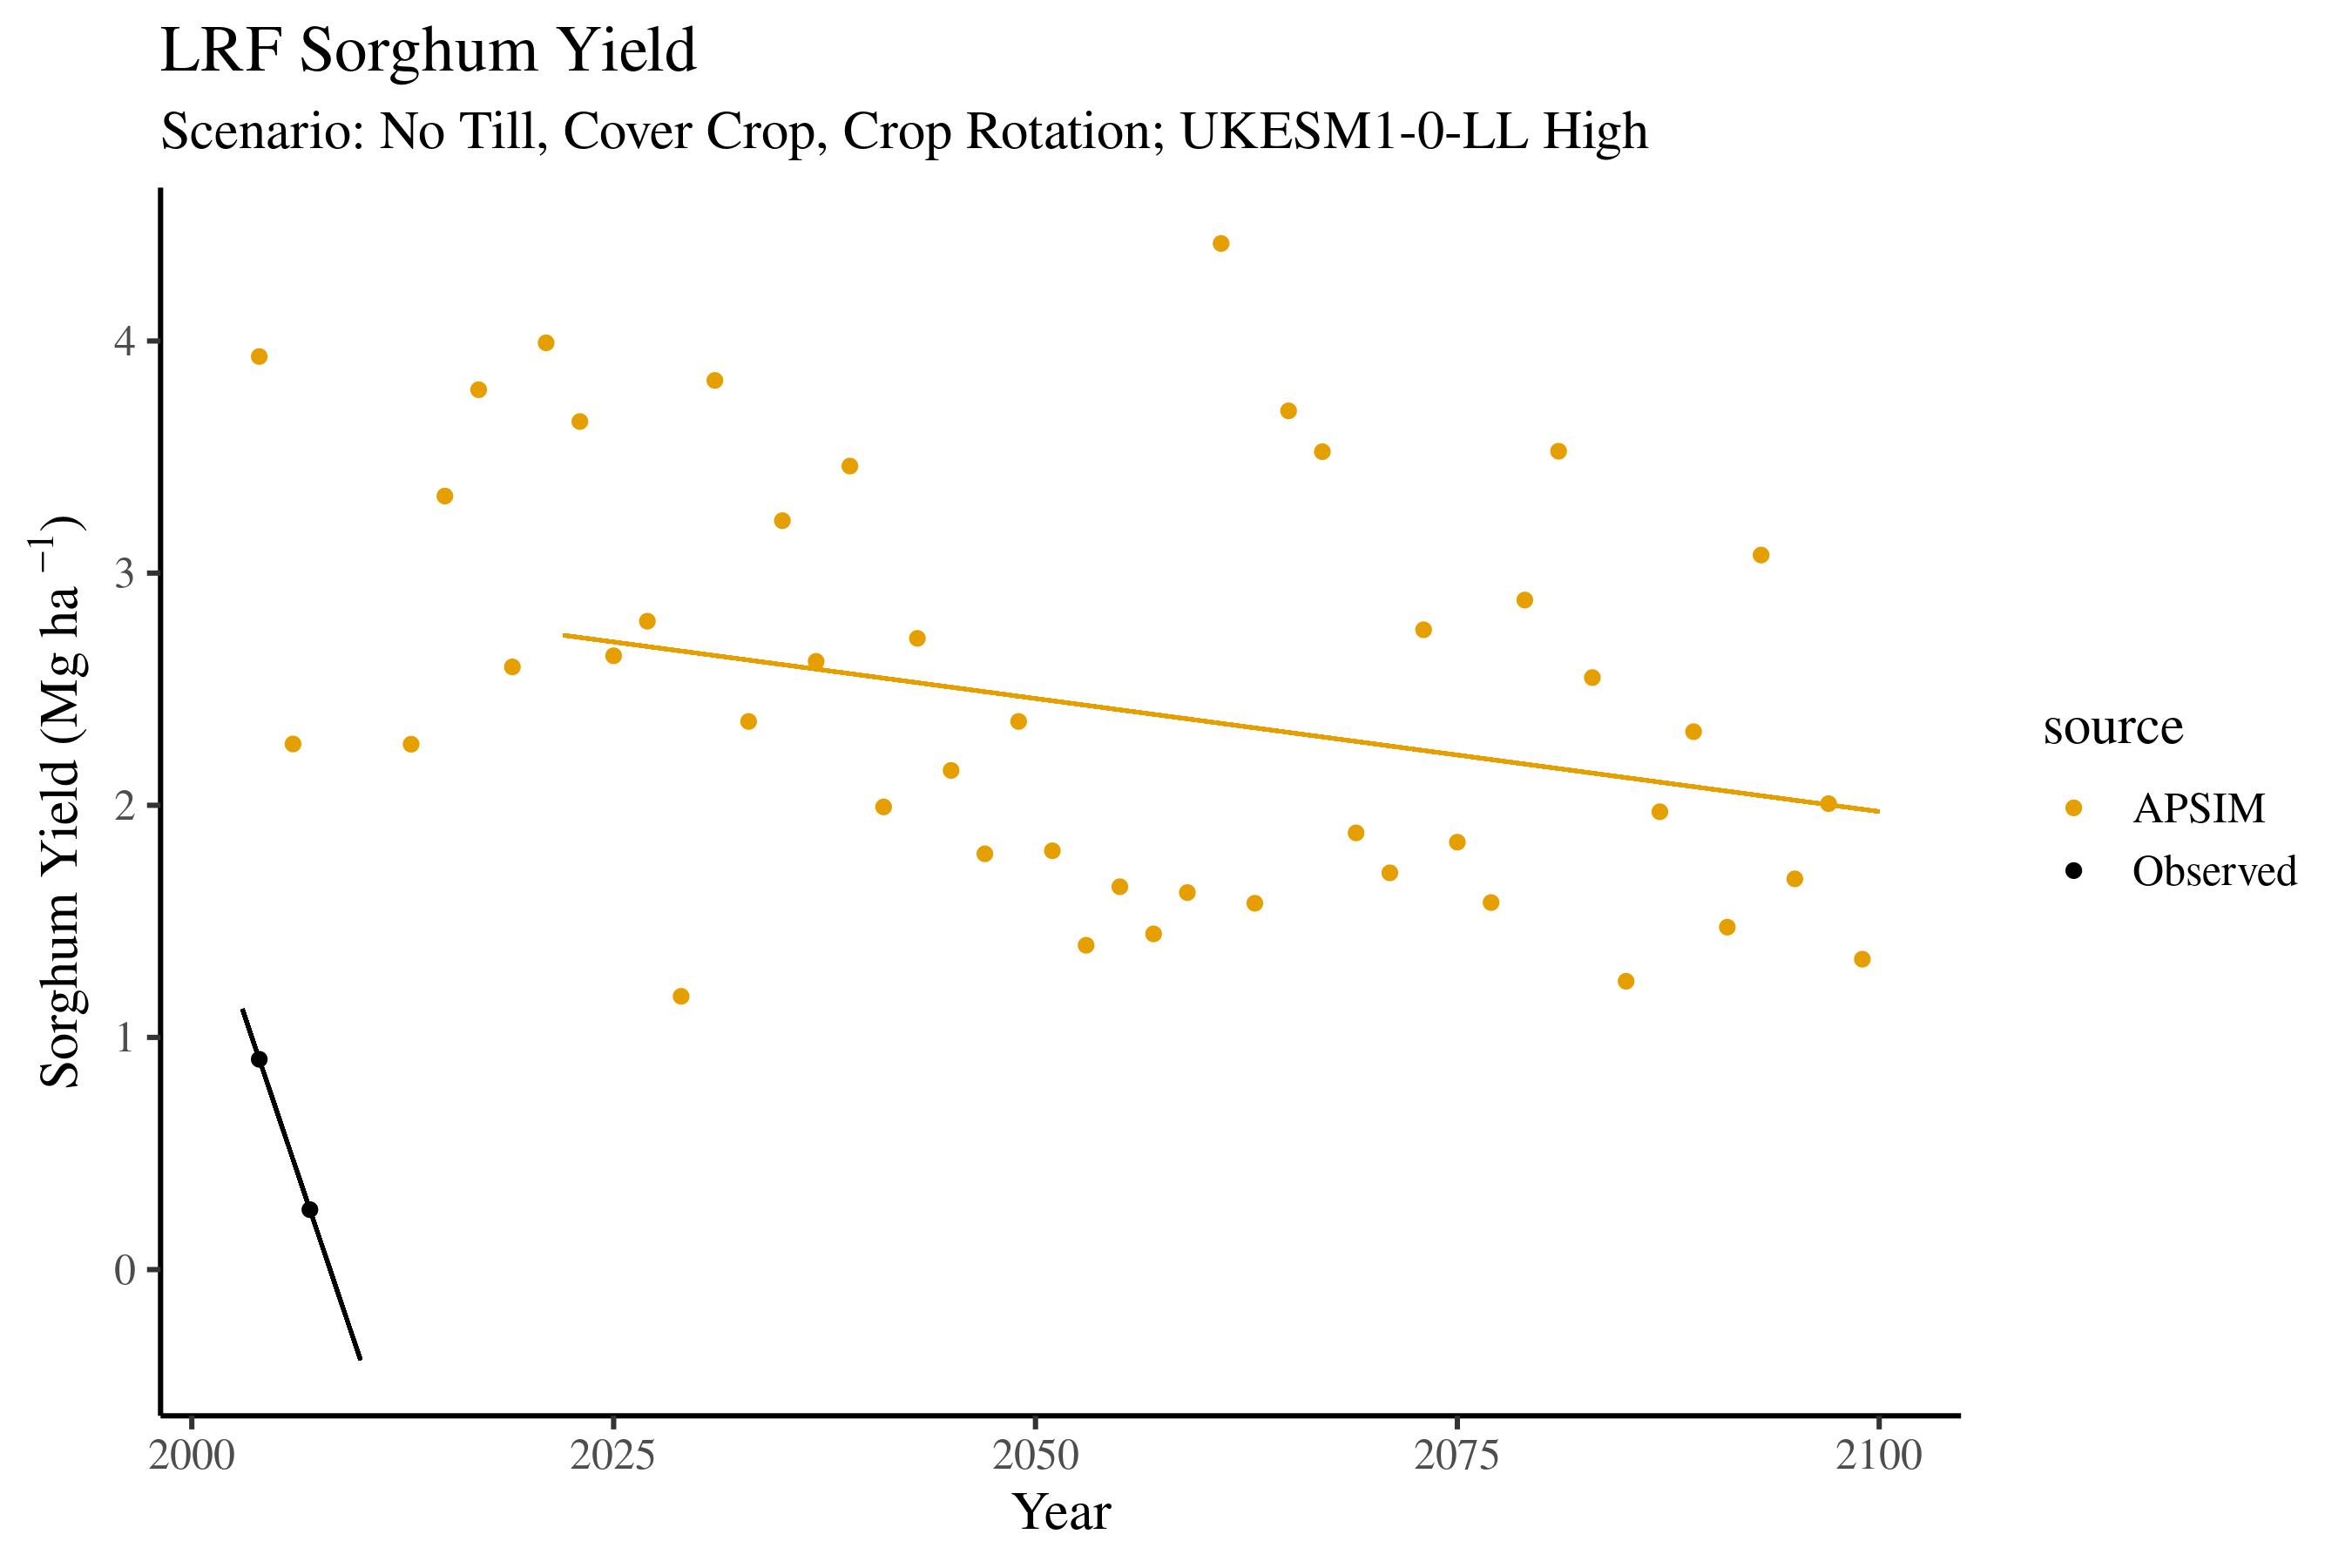 LRF Sorghum Yield
Scenario: No Till, Cover Crop, Crop Rotation; UKESM1-0-LL High
Sorghum Yield (Mg ha⁻¹)
4
3
2
1
0
2000 2025 2050 2075 2100
Year
source
APSIM
Observed